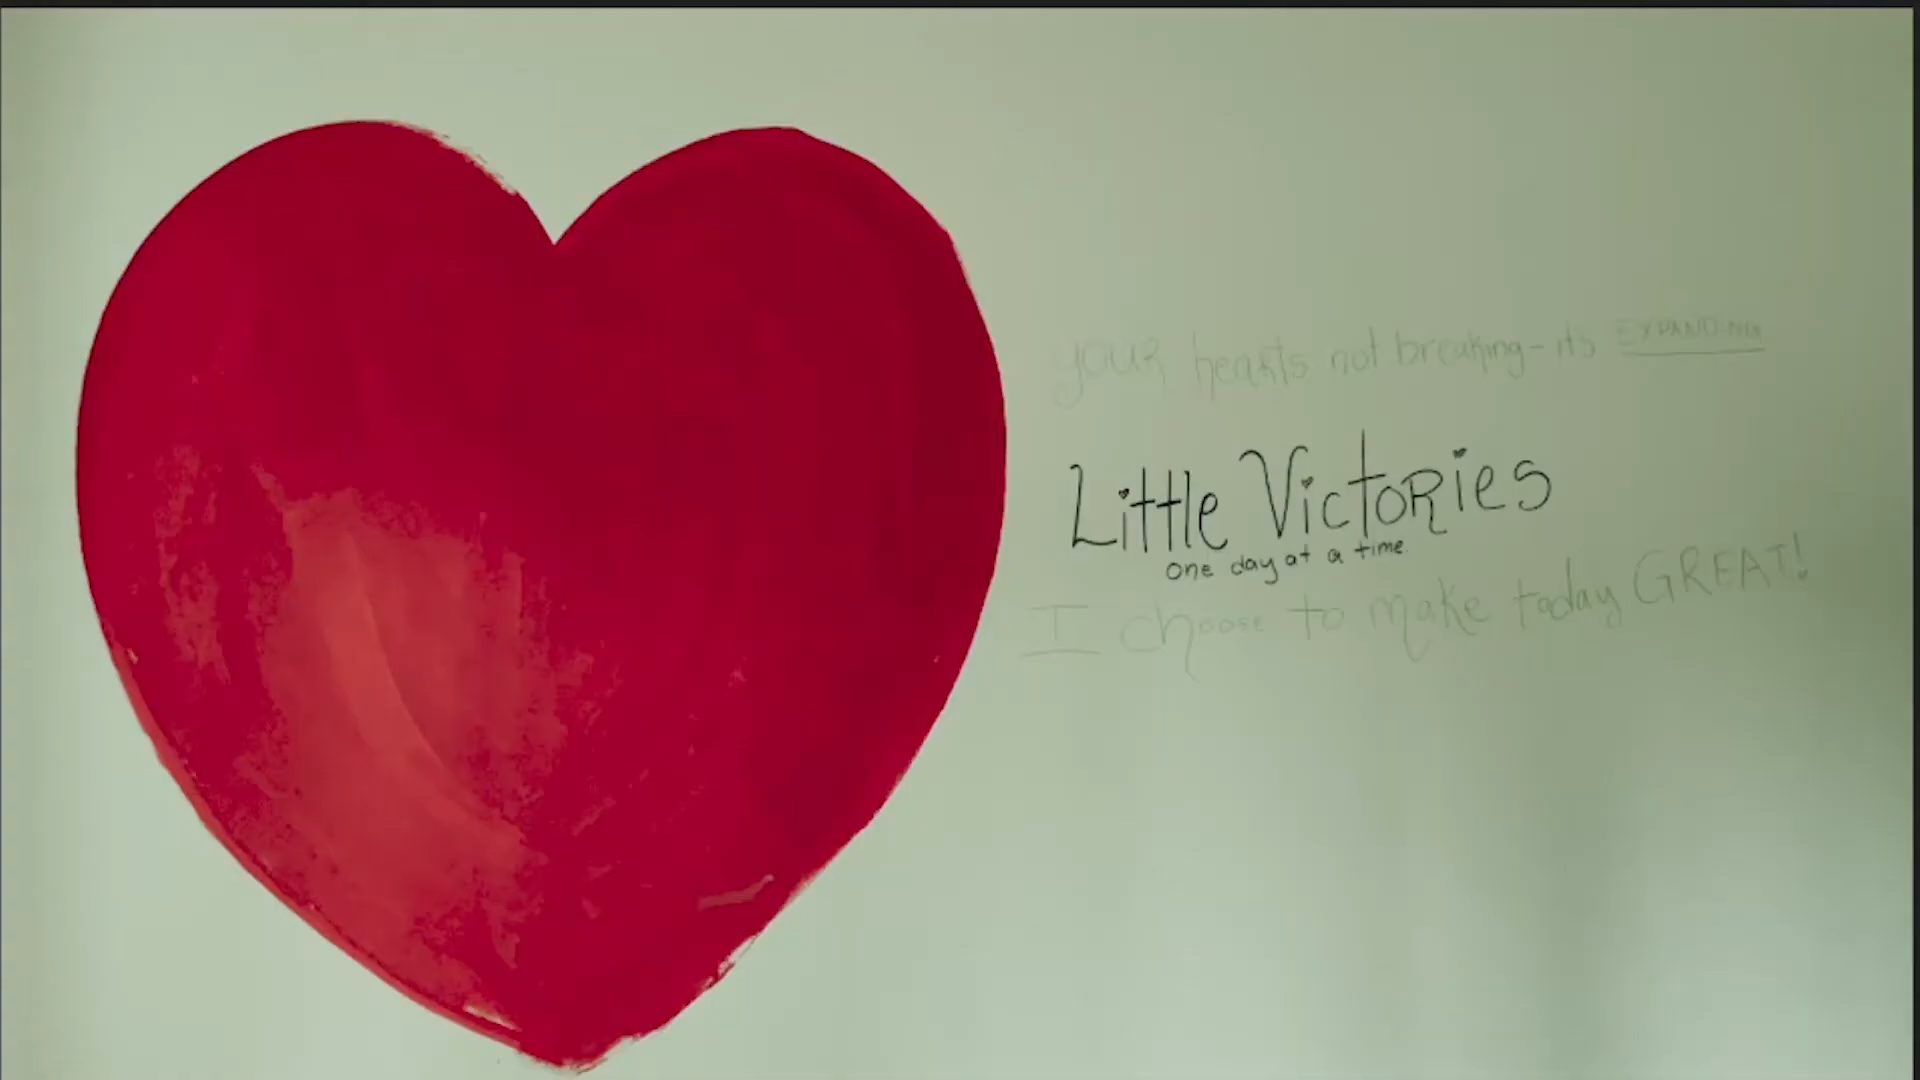 your hearts not breaking - its EXPANDING
Little Victories
one day at a time.
I choose to make today GREAT!